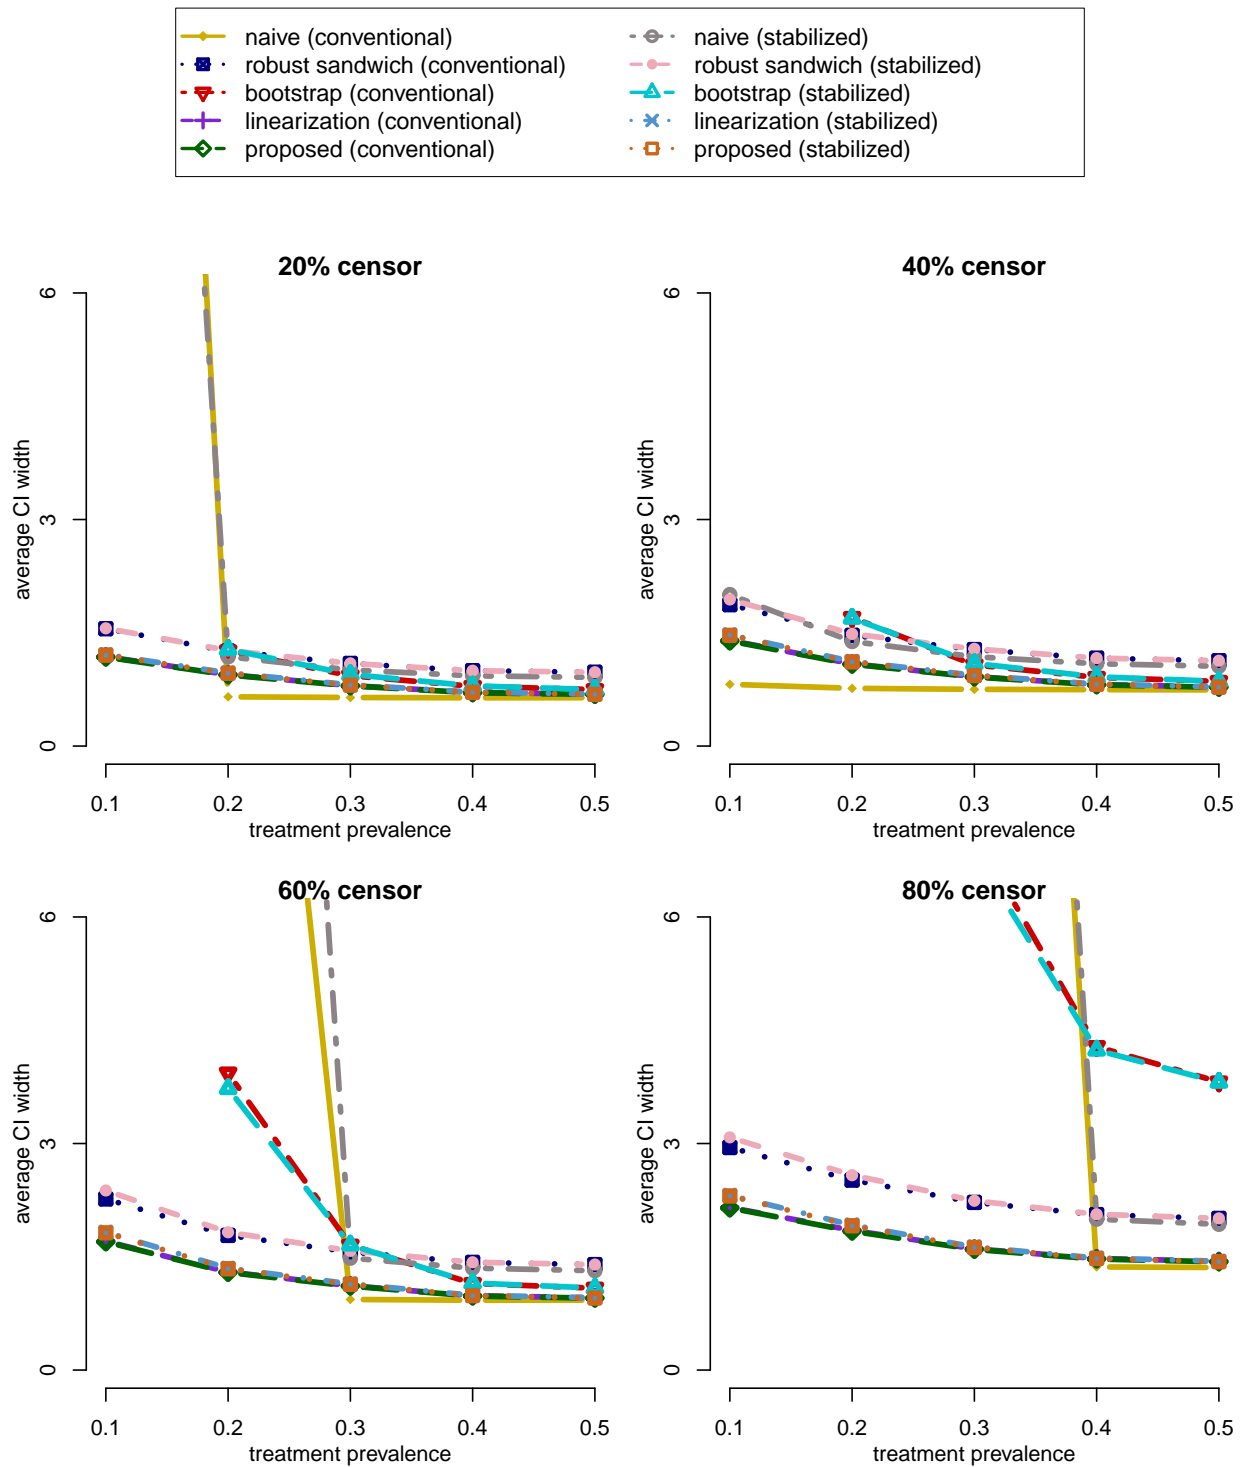 naive (conventional)
robust sandwich (conventional)
bootstrap (conventional)
linearization (conventional)
proposed (conventional)
naive (stabilized)
robust sandwich (stabilized)
bootstrap (stabilized)
linearization (stabilized)
proposed (stabilized)
20% censor
average CI width
6
3
0
0.1 0.2 0.3 0.4 0.5
treatment prevalence
40% censor
average CI width
6
3
0
0.1 0.2 0.3 0.4 0.5
treatment prevalence
60% censor
average CI width
6
3
0
0.1 0.2 0.3 0.4 0.5
treatment prevalence
80% censor
average CI width
6
3
0
0.1 0.2 0.3 0.4 0.5
treatment prevalence